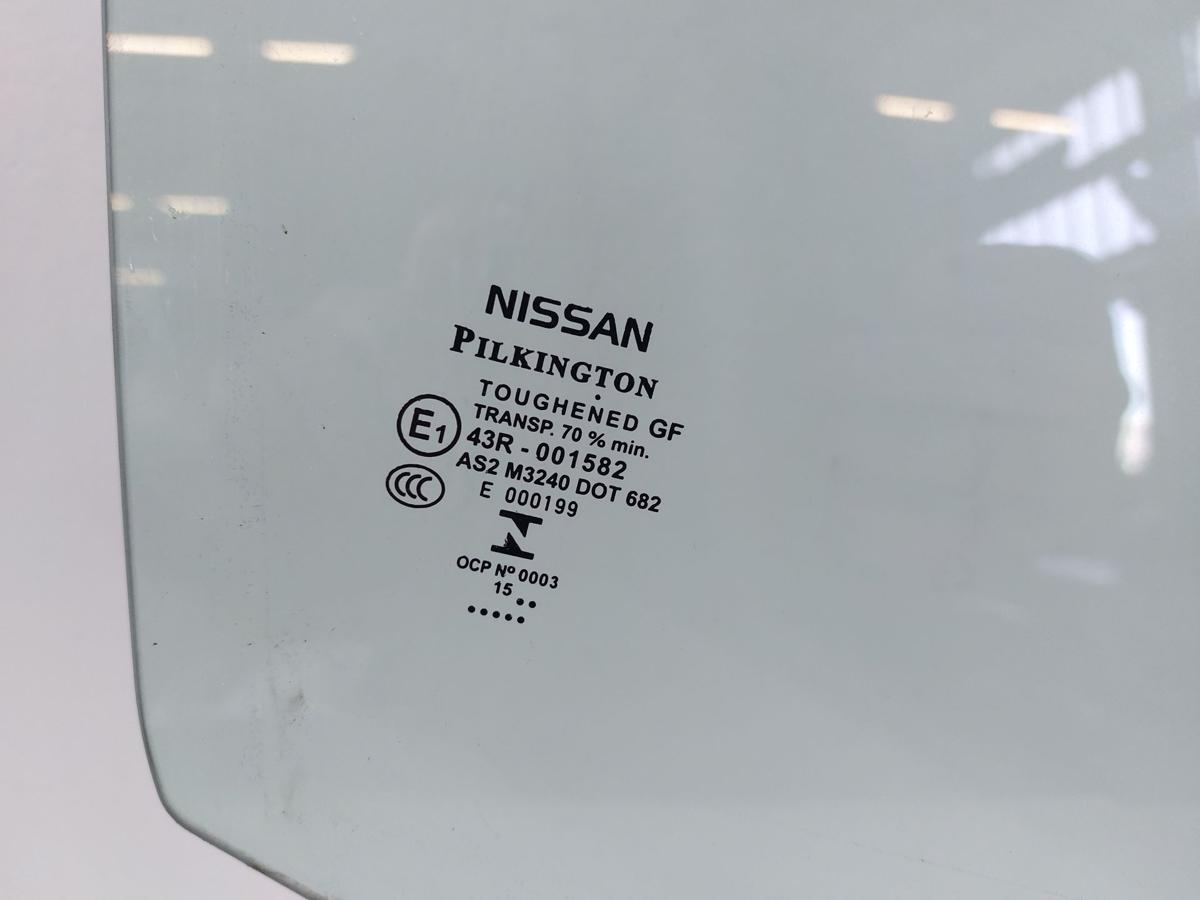 NISSAN
PILKINGTON
TOUGHENED GF
TRANSP. 70 % min.
E1
43R - 001582
CCC
AS2 M3240 DOT 682
E 000199
OCP Nº 0003
15